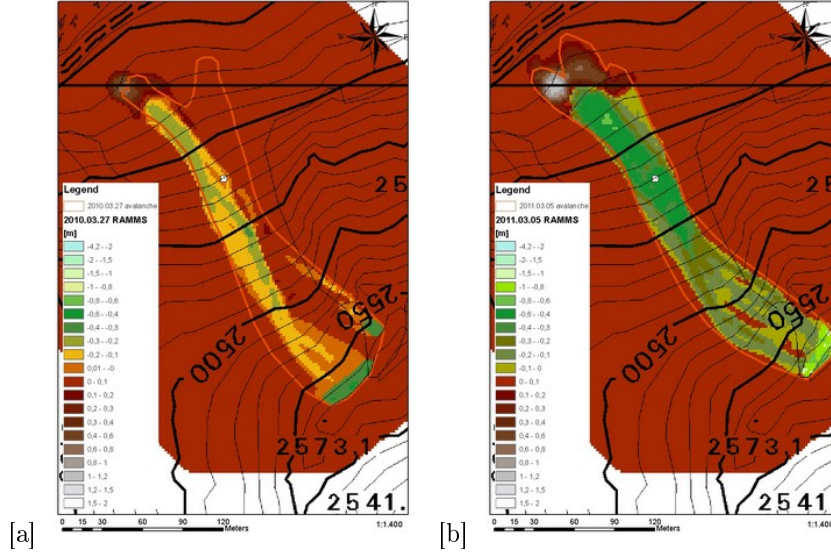 25
2500
2550
2573,1
2541.
Legend
2010.03.27 avalanche
2010.03.27 RAMMS
[m]
-4,2 - -2
-2 - -1,5
-1,5 - -1
-1 - -0,8
-0,8 - -0,6
-0,6 - -0,4
-0,4 - -0,3
-0,3 - -0,2
-0,2 - -0,1
0,01 - -0
0 - 0,1
0,1 - 0,2
0,2 - 0,3
0,3 - 0,4
0,4 - 0,6
0,6 - 0,8
0,8 - 1
1 - 1,2
1,2 - 1,5
1,5 - 2
0 15 30 60 90 120
Meters
1:1.400
[a]
25
2500
2550
2573,1
2541
Legend
2011.03.05 avalanche
2011.03.05 RAMMS
[m]
-4,2 - -2
-2 - -1,5
-1,5 - -1
-1 - -0,8
-0,8 - -0,6
-0,6 - -0,4
-0,4 - -0,3
-0,3 - -0,2
-0,2 - -0,1
-0,1 - 0
0 - 0,1
0,1 - 0,2
0,2 - 0,3
0,3 - 0,4
0,4 - 0,6
0,6 - 0,8
0,8 - 1
1 - 1,2
1,2 - 1,5
1,5 - 2
0 15 30 60 90 120
Meters
1:1.400
[b]